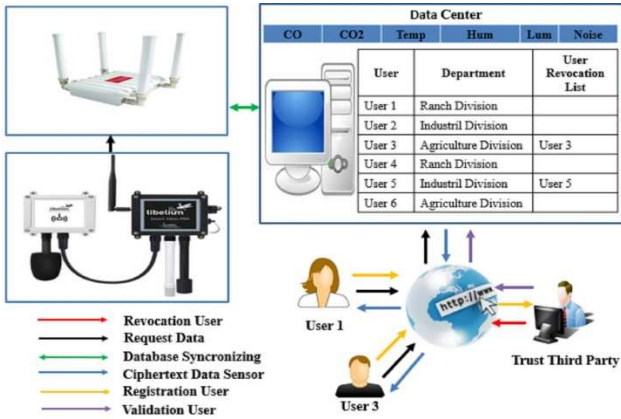 Data Center
CO CO2 Temp Hum Lum Noise
User Department User Revocation List
User 1 Ranch Division
User 2 Industril Division
User 3 Agriculture Division User 3
User 4 Ranch Division
User 5 Industril Division User 5
User 6 Agriculture Division
libelium
http://www
User 1
User 3
Trust Third Party
Revocation User
Request Data
Database Syncronizing
Ciphertext Data Sensor
Registration User
Validation User